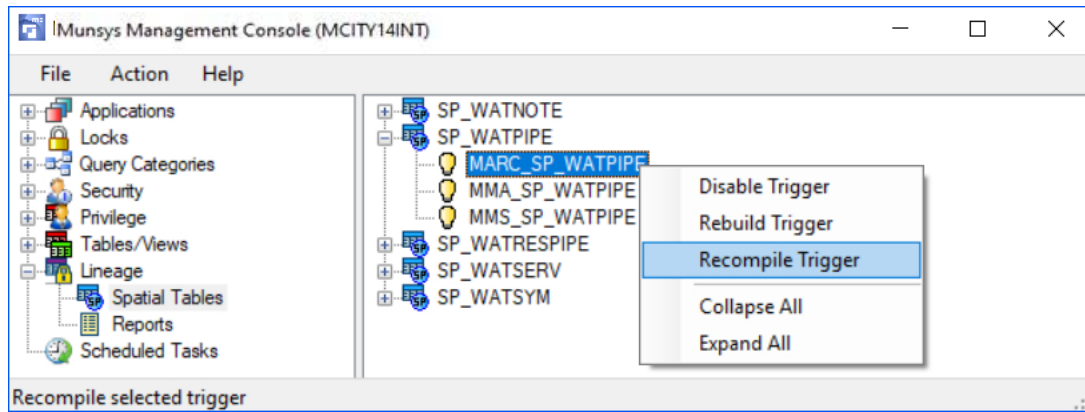 Munsys Management Console (MCITY14INT)
File Action Help
Applications
Locks
Query Categories
Security
Privilege
Tables/Views
Lineage
Spatial Tables
Reports
Scheduled Tasks
SP_WATNOTE
SP_WATPIPE
MARC_SP_WATPIPE
MMA_SP_WATPIPE
MMS_SP_WATPIPE
SP_WATRESPIPE
SP_WATSERV
SP_WATSYM
Disable Trigger
Rebuild Trigger
Recompile Trigger
Collapse All
Expand All
Recompile selected trigger